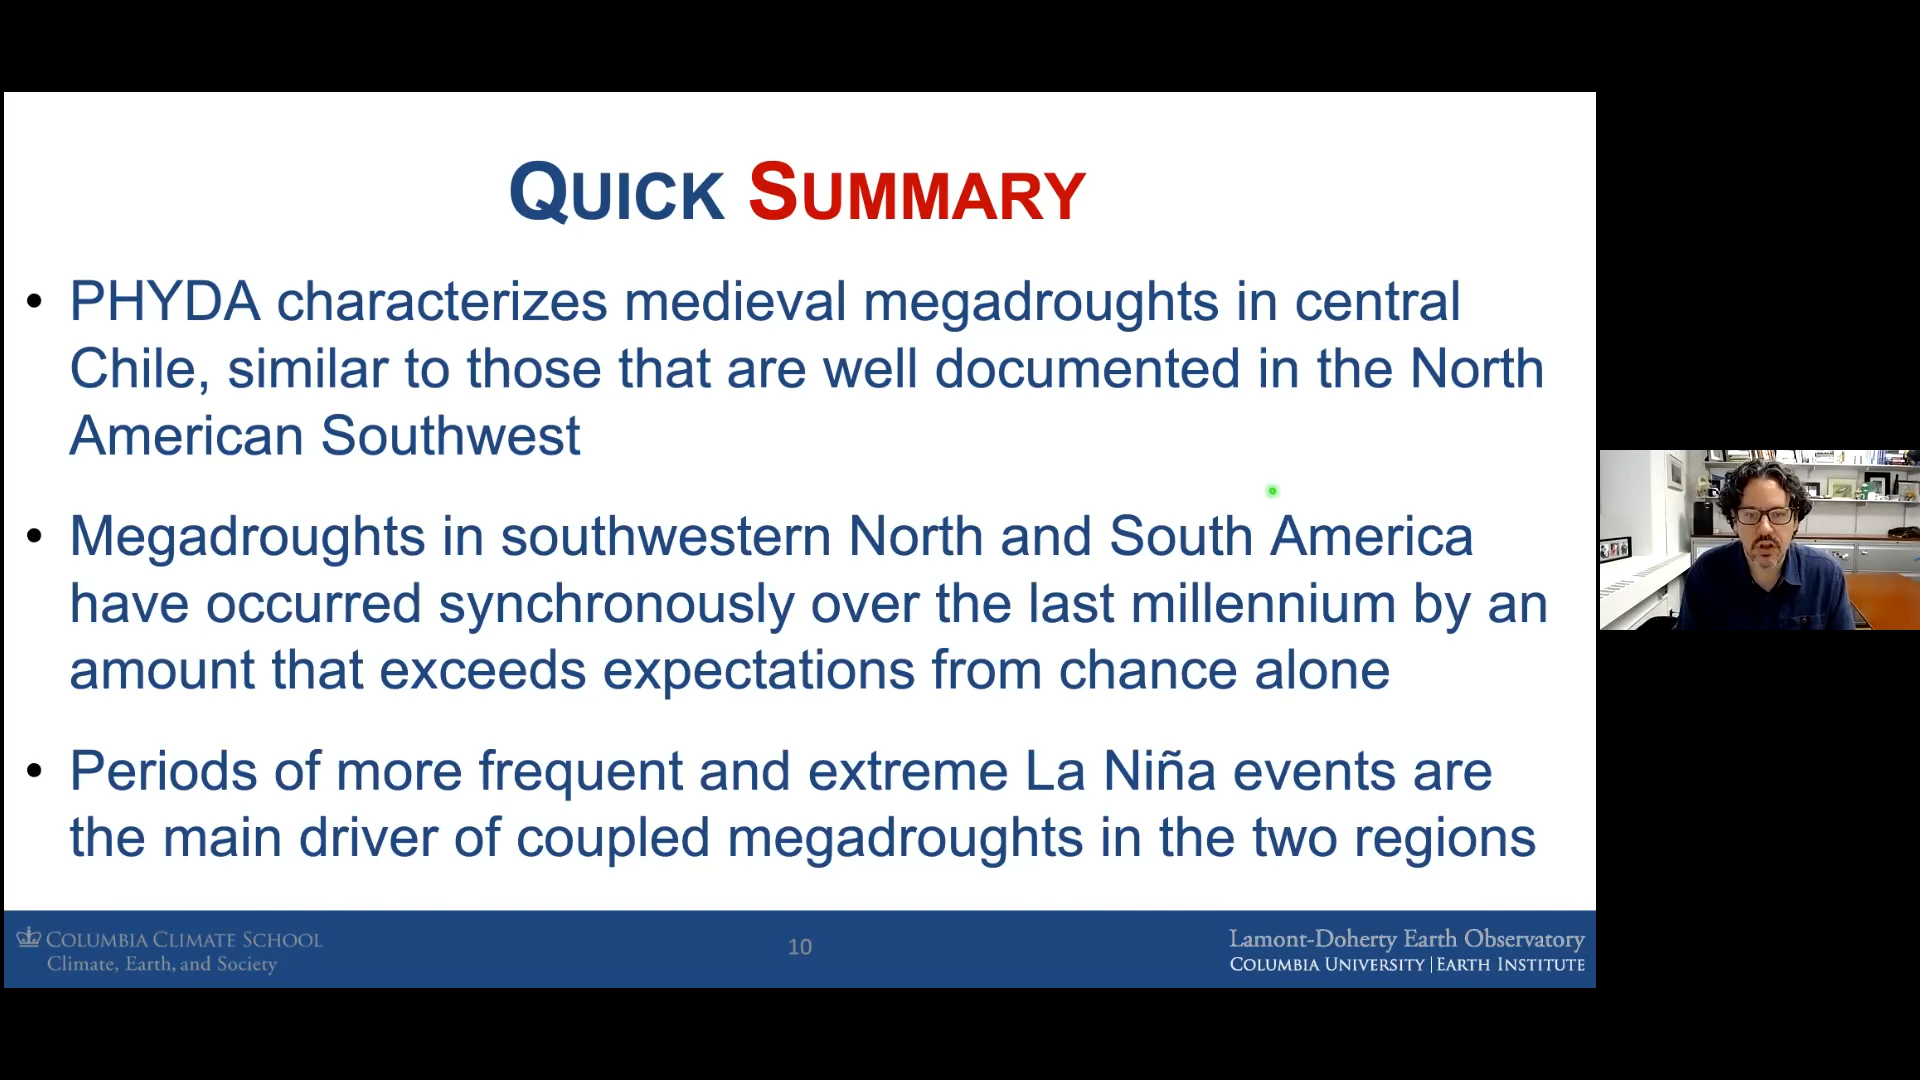 QUICK SUMMARY
• PHYDA characterizes medieval megadroughts in central
Chile, similar to those that are well documented in the North
American Southwest
• Megadroughts in southwestern North and South America
have occurred synchronously over the last millennium by an
amount that exceeds expectations from chance alone
• Periods of more frequent and extreme La Niña events are
the main driver of coupled megadroughts in the two regions
COLUMBIA CLIMATE SCHOOL
Climate, Earth, and Society
10
Lamont-Doherty Earth Observatory
COLUMBIA UNIVERSITY | EARTH INSTITUTE